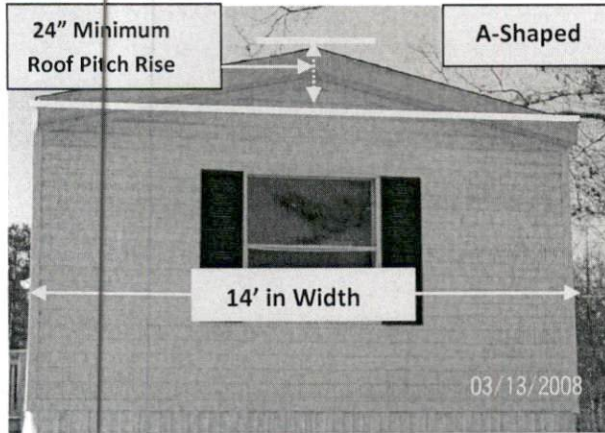 24” Minimum
Roof Pitch Rise
A-Shaped
14’ in Width
03/13/2008